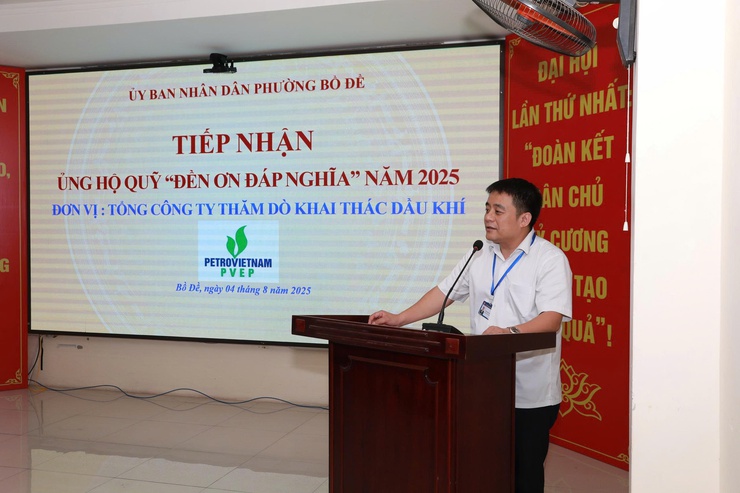 ỦY BAN NHÂN DÂN PHƯỜNG BỒ ĐỀ
TIẾP NHẬN
ỦNG HỘ QUỸ “ĐỀN ƠN ĐÁP NGHĨA” NĂM 2025
ĐƠN VỊ : TỔNG CÔNG TY THĂM DÒ KHAI THÁC DẦU KHÍ
PETROVIETNAM
PVEP
Bồ Đề, ngày 04 tháng 8 năm 2025
ĐẠI HỘI
LẦN THỨ NHẤT:
“ĐOÀN KẾT
CƯƠNG
TẠO
QUẢ”!